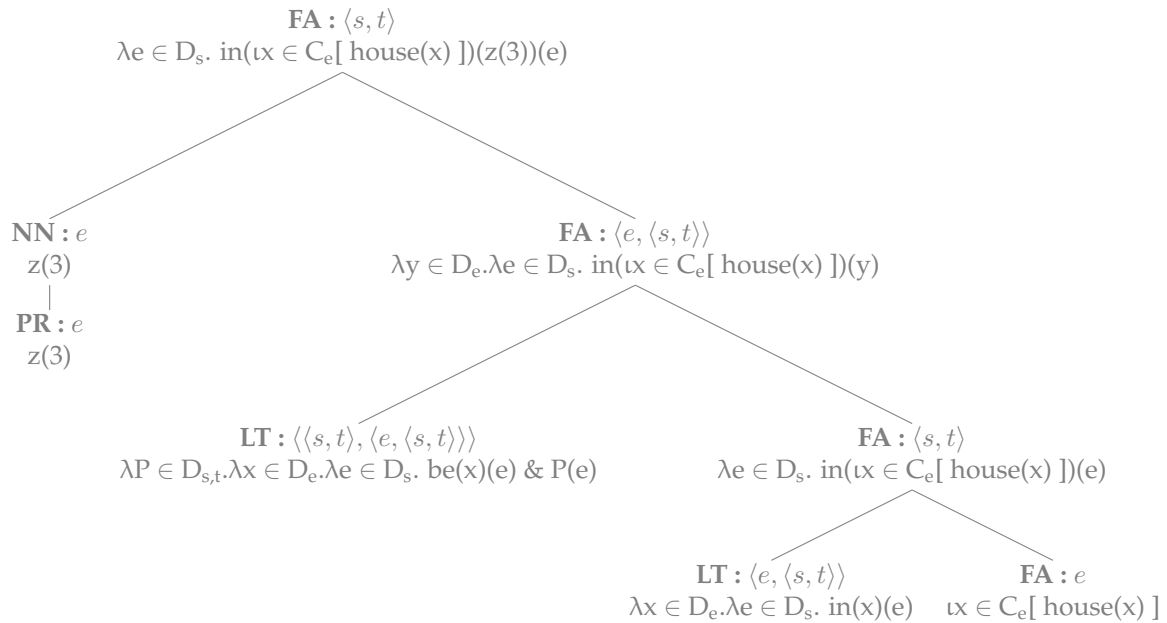 FA : ⟨s, t⟩
λe ∈ Dₛ. in(ιx ∈ Cₑ[ house(x) ])(z(3))(e)
NN : e
z(3)
PR : e
z(3)
FA : ⟨e, ⟨s, t⟩⟩
λy ∈ Dₑ.λe ∈ Dₛ. in(ιx ∈ Cₑ[ house(x) ])(y)
LT : ⟨⟨s, t⟩, ⟨e, ⟨s, t⟩⟩⟩
λP ∈ Dₛ,ₜ.λx ∈ Dₑ.λe ∈ Dₛ. be(x)(e) & P(e)
FA : ⟨s, t⟩
λe ∈ Dₛ. in(ιx ∈ Cₑ[ house(x) ])(e)
LT : ⟨e, ⟨s, t⟩⟩
λx ∈ Dₑ.λe ∈ Dₛ. in(x)(e)
FA : e
ιx ∈ Cₑ[ house(x) ]